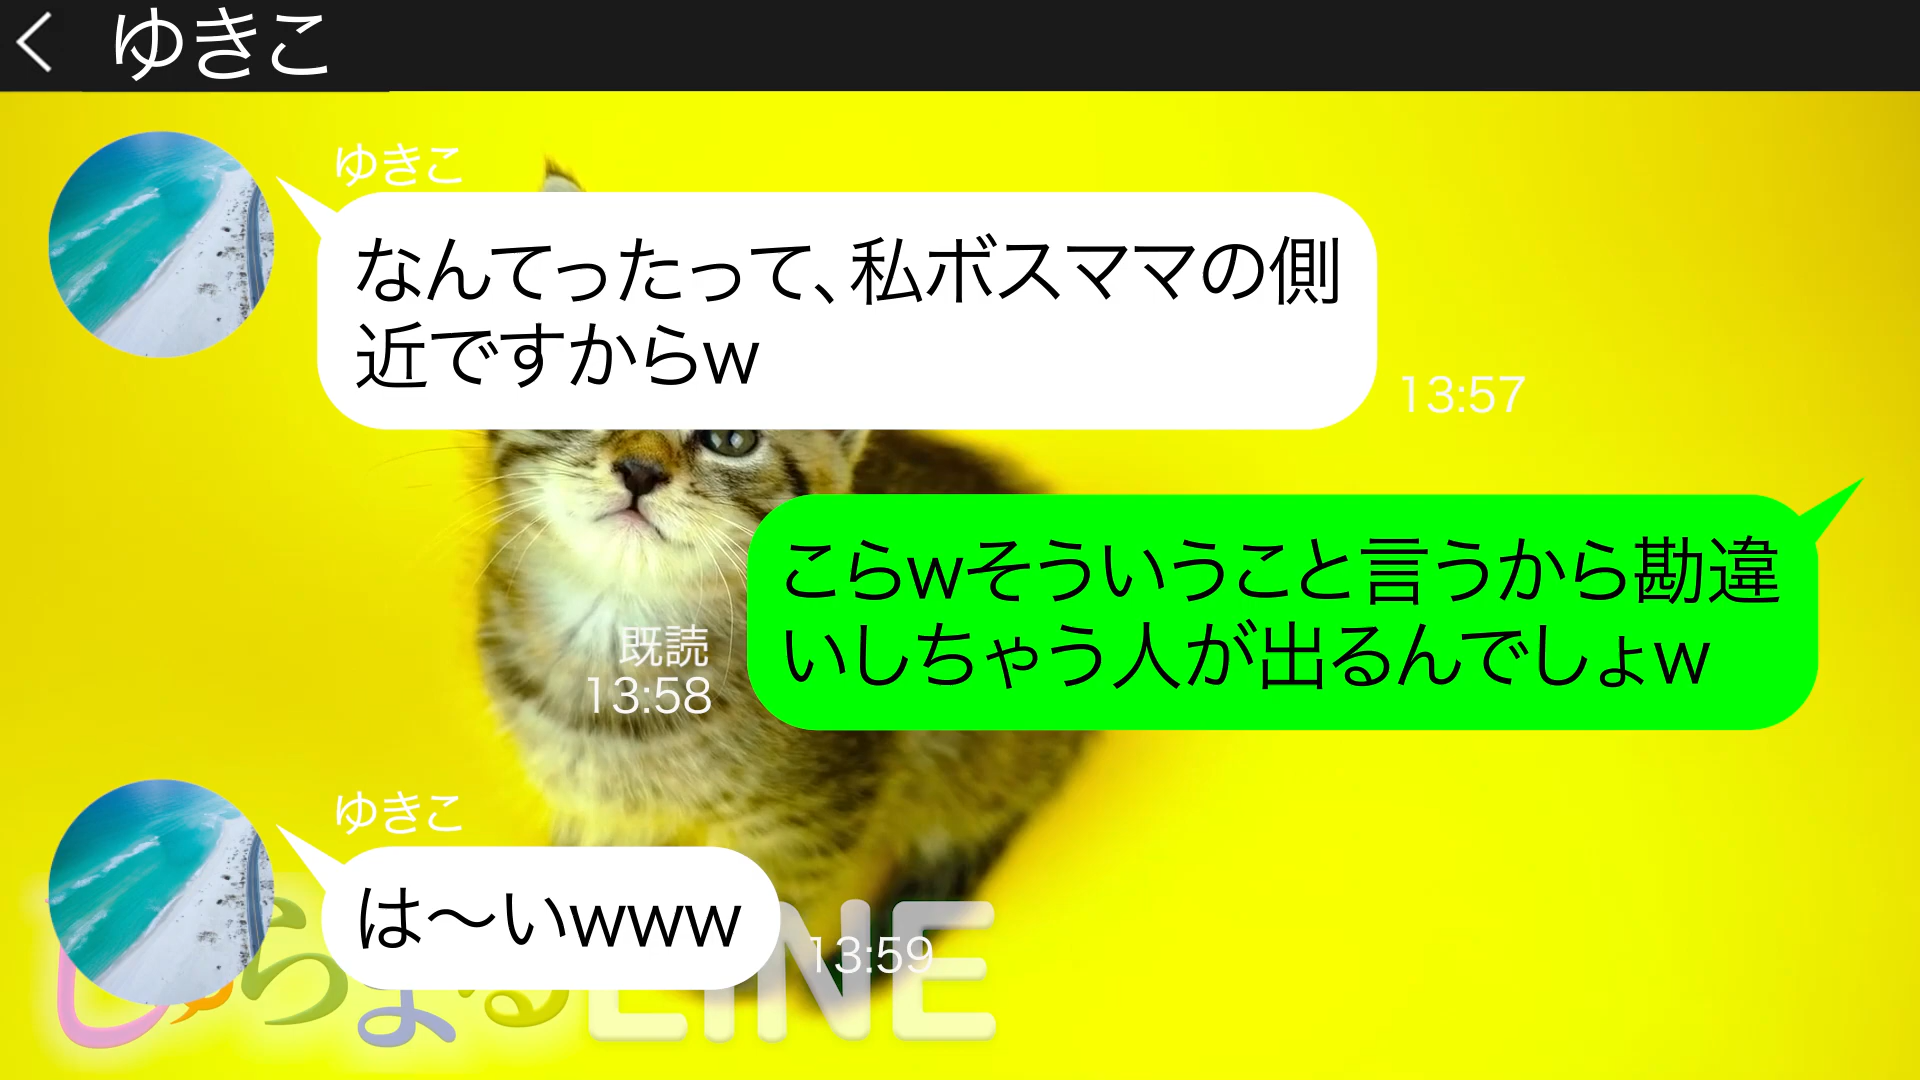 ゆきこ
ゆきこ
なんてったって、私ボスママの側
近ですからw
13:57
こらwそういうこと言うから勘違
いしちゃう人が出るんでしょw
既読
13:58
ゆきこ
は〜いwww
13:59
LINE